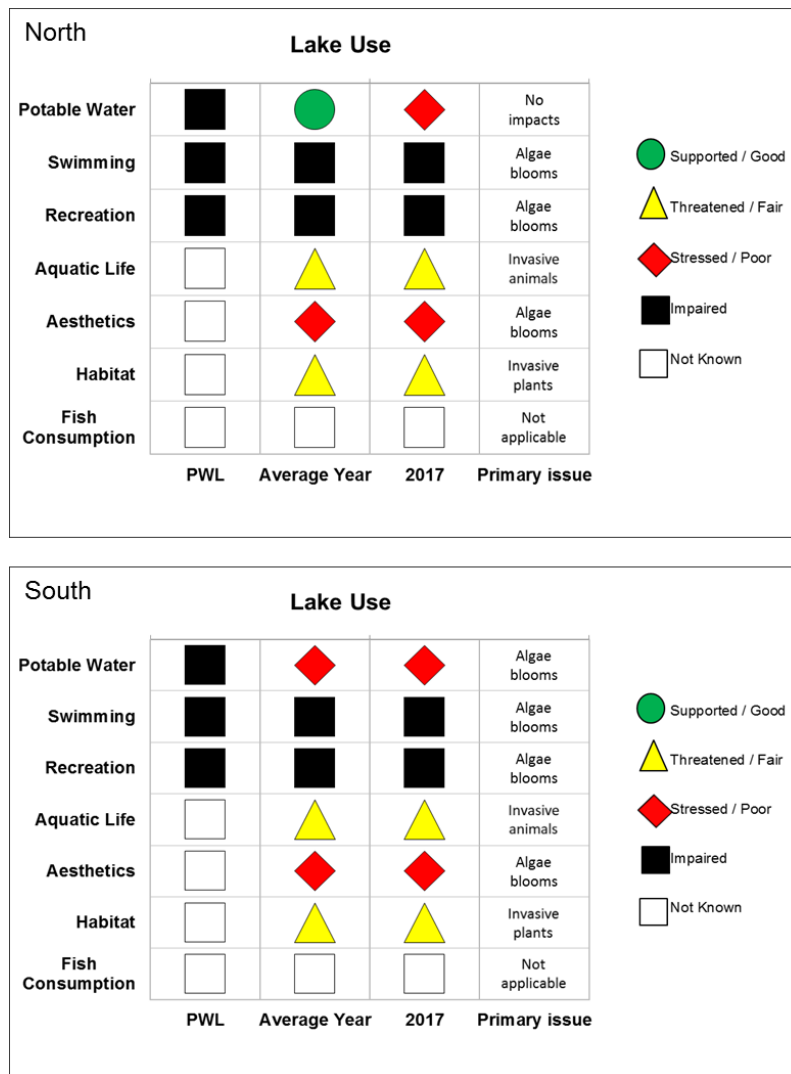 North
Lake Use
Potable Water
No
impacts
Swimming
Algae
blooms
Recreation
Algae
blooms
Aquatic Life
Invasive
animals
Aesthetics
Algae
blooms
Habitat
Invasive
plants
Fish
Consumption
Not
applicable
PWL Average Year 2017 Primary issue
Supported / Good
Threatened / Fair
Stressed / Poor
Impaired
Not Known
South
Lake Use
Potable Water
Algae
blooms
Swimming
Algae
blooms
Recreation
Algae
blooms
Aquatic Life
Invasive
animals
Aesthetics
Algae
blooms
Habitat
Invasive
plants
Fish
Consumption
Not
applicable
PWL Average Year 2017 Primary issue
Supported / Good
Threatened / Fair
Stressed / Poor
Impaired
Not Known